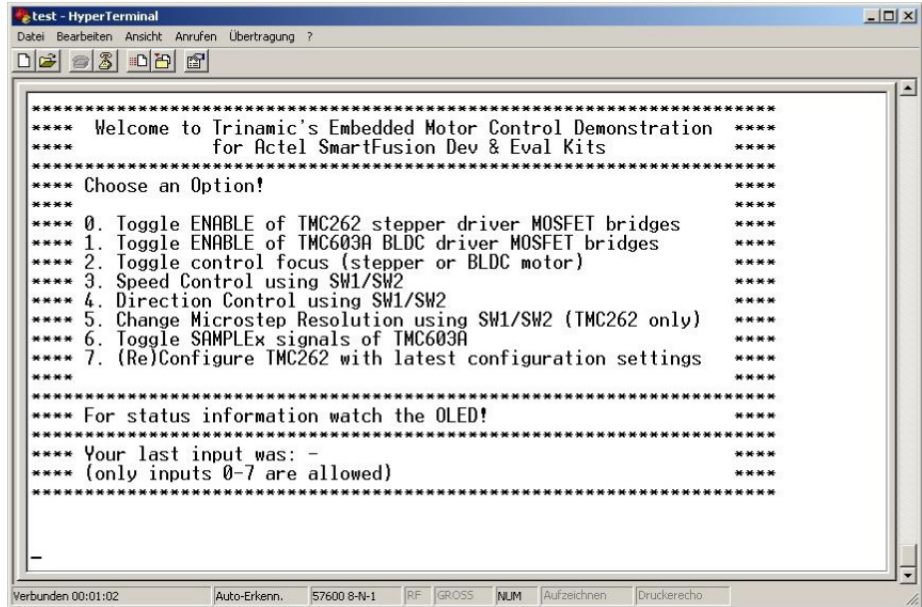 test - HyperTerminal
Datei Bearbeiten Ansicht Anrufen Übertragung ?
***********************************************************************
**** Welcome to Trinamic's Embedded Motor Control Demonstration ****
**** for Actel SmartFusion Dev & Eval Kits ****
***********************************************************************
**** Choose an Option! ****
**** ****
**** 0. Toggle ENABLE of TMC262 stepper driver MOSFET bridges ****
**** 1. Toggle ENABLE of TMC603A BLDC driver MOSFET bridges ****
**** 2. Toggle control focus (stepper or BLDC motor) ****
**** 3. Speed Control using SW1/SW2 ****
**** 4. Direction Control using SW1/SW2 ****
**** 5. Change Microstep Resolution using SW1/SW2 (TMC262 only) ****
**** 6. Toggle SAMPLEx signals of TMC603A ****
**** 7. (Re)Configure TMC262 with latest configuration settings ****
**** ****
***********************************************************************
**** For status information watch the OLED! ****
***********************************************************************
**** Your last input was: - ****
**** (only inputs 0-7 are allowed) ****
***********************************************************************
_
Verbunden 00:01:02 Auto-Erkenn. 57600 8-N-1 RF GROSS NUM Aufzeichnen Druckerecho